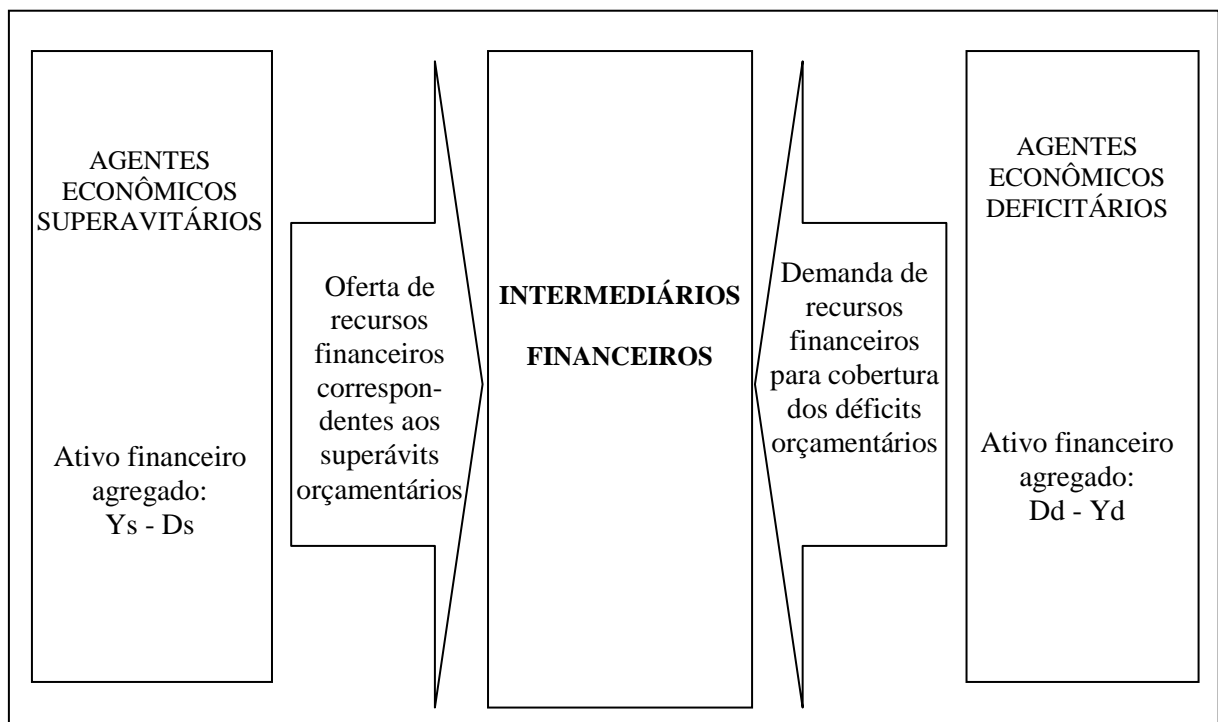 AGENTES
ECONÔMICOS
SUPERAVITÁRIOS
Ativo financeiro
agregado:
Ys - Ds
Oferta de
recursos
financeiros
correspon-
dentes aos
superávits
orçamentários
INTERMEDIÁRIOS
FINANCEIROS
Demanda de
recursos
financeiros
para cobertura
dos déficits
orçamentários
AGENTES
ECONÔMICOS
DEFICITÁRIOS
Ativo financeiro
agregado:
Dd - Yd